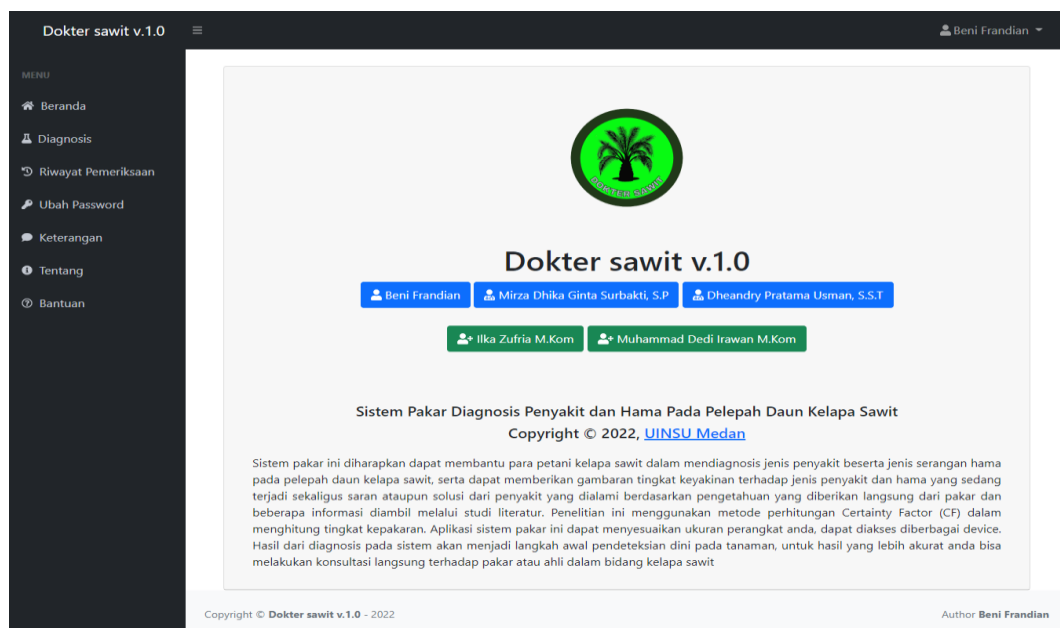 Dokter sawit v.1.0
Beni Frandian
MENU
Beranda
Diagnosis
Riwayat Pemeriksaan
Ubah Password
Keterangan
Tentang
Bantuan
DOKTER SAWIT
Dokter sawit v.1.0
Beni Frandian
Mirza Dhika Ginta Surbakti, S.P
Dheandry Pratama Usman, S.S.T
Ilka Zufria M.Kom
Muhammad Dedi Irawan M.Kom
Sistem Pakar Diagnosis Penyakit dan Hama Pada Pelepah Daun Kelapa Sawit
Copyright © 2022, UINSU Medan
Sistem pakar ini diharapkan dapat membantu para petani kelapa sawit dalam mendiagnosis jenis penyakit beserta jenis serangan hama
pada pelepah daun kelapa sawit, serta dapat memberikan gambaran tingkat keyakinan terhadap jenis penyakit dan hama yang sedang
terjadi sekaligus saran ataupun solusi dari penyakit yang dialami berdasarkan pengetahuan yang diberikan langsung dari pakar dan
beberapa informasi diambil melalui studi literatur. Penelitian ini menggunakan metode perhitungan Certainty Factor (CF) dalam
menghitung tingkat kepakaran. Aplikasi sistem pakar ini dapat menyesuaikan ukuran perangkat anda, dapat diakses diberbagai device.
Hasil dari diagnosis pada sistem akan menjadi langkah awal pendeteksian dini pada tanaman, untuk hasil yang lebih akurat anda bisa
melakukan konsultasi langsung terhadap pakar atau ahli dalam bidang kelapa sawit
Copyright © Dokter sawit v.1.0 - 2022
Author Beni Frandian